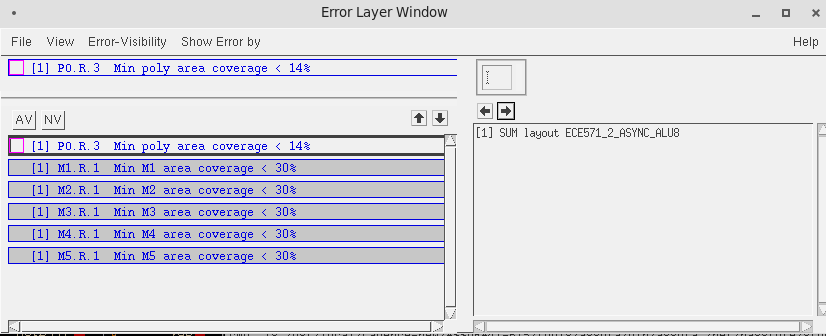 Error Layer Window
File View Error-Visibility Show Error by Help
[1] PO.R.3 Min poly area coverage < 14%
AV NV
[1] PO.R.3 Min poly area coverage < 14%
[1] M1.R.1 Min M1 area coverage < 30%
[1] M2.R.1 Min M2 area coverage < 30%
[1] M3.R.1 Min M3 area coverage < 30%
[1] M4.R.1 Min M4 area coverage < 30%
[1] M5.R.1 Min M5 area coverage < 30%
[1] SUM layout ECE571_2_ASYNC_ALU8